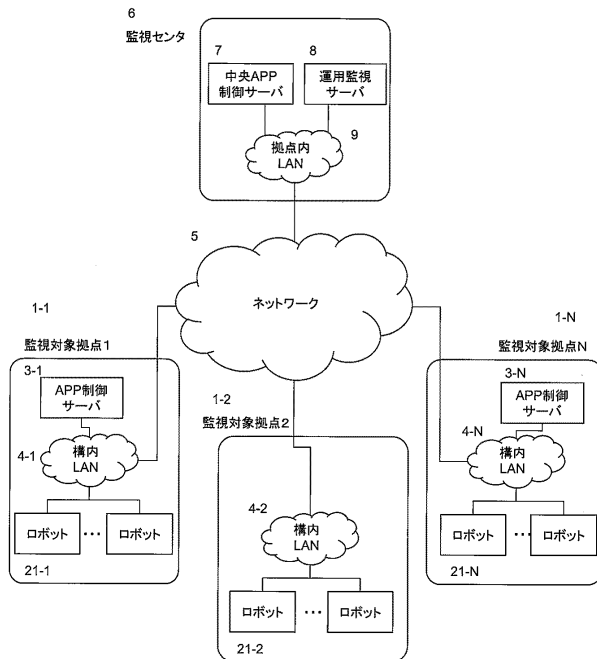 6
監視センタ
7
8
中央APP
制御サーバ
運用監視
サーバ
9
拠点内
LAN
5
ネットワーク
1-1
監視対象拠点1
3-1
APP制御
サーバ
4-1
構内
LAN
ロボット
…
ロボット
21-1
1-2
監視対象拠点2
4-2
構内
LAN
ロボット
…
ロボット
21-2
1-N
監視対象拠点N
3-N
APP制御
サーバ
4-N
構内
LAN
ロボット
…
ロボット
21-N